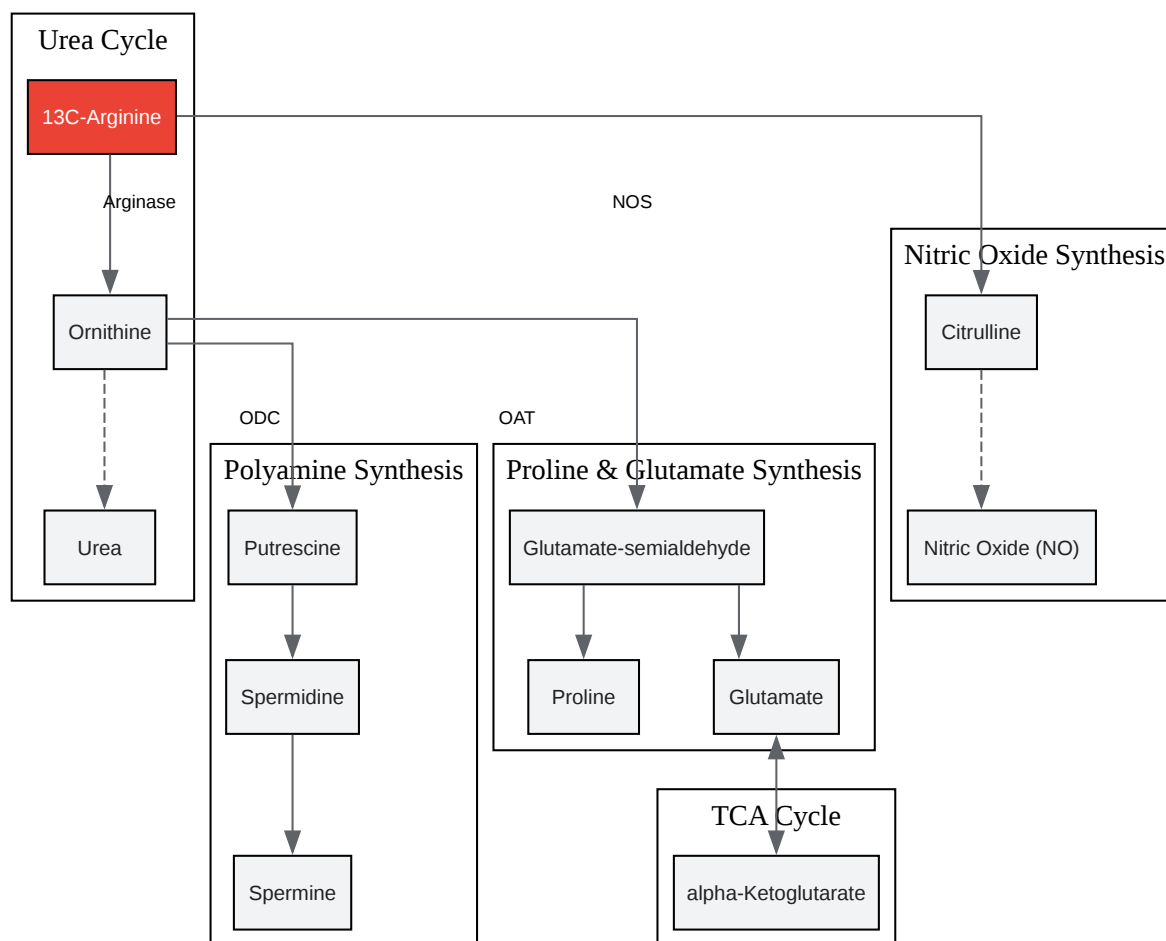 Urea Cycle
13C-Arginine
Arginase
NOS
Nitric Oxide Synthesis
Ornithine
Citrulline
ODC
OAT
Polyamine Synthesis
Proline & Glutamate Synthesis
Urea
Putrescine
Glutamate-semialdehyde
Nitric Oxide (NO)
Spermidine
Proline
Glutamate
TCA Cycle
Spermine
alpha-Ketoglutarate